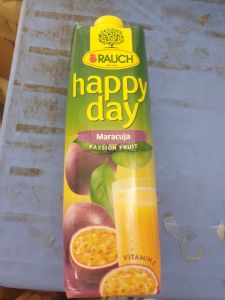 RAUCH
happy
day
Maracuja
PASSION FRUIT
VITAMIN C